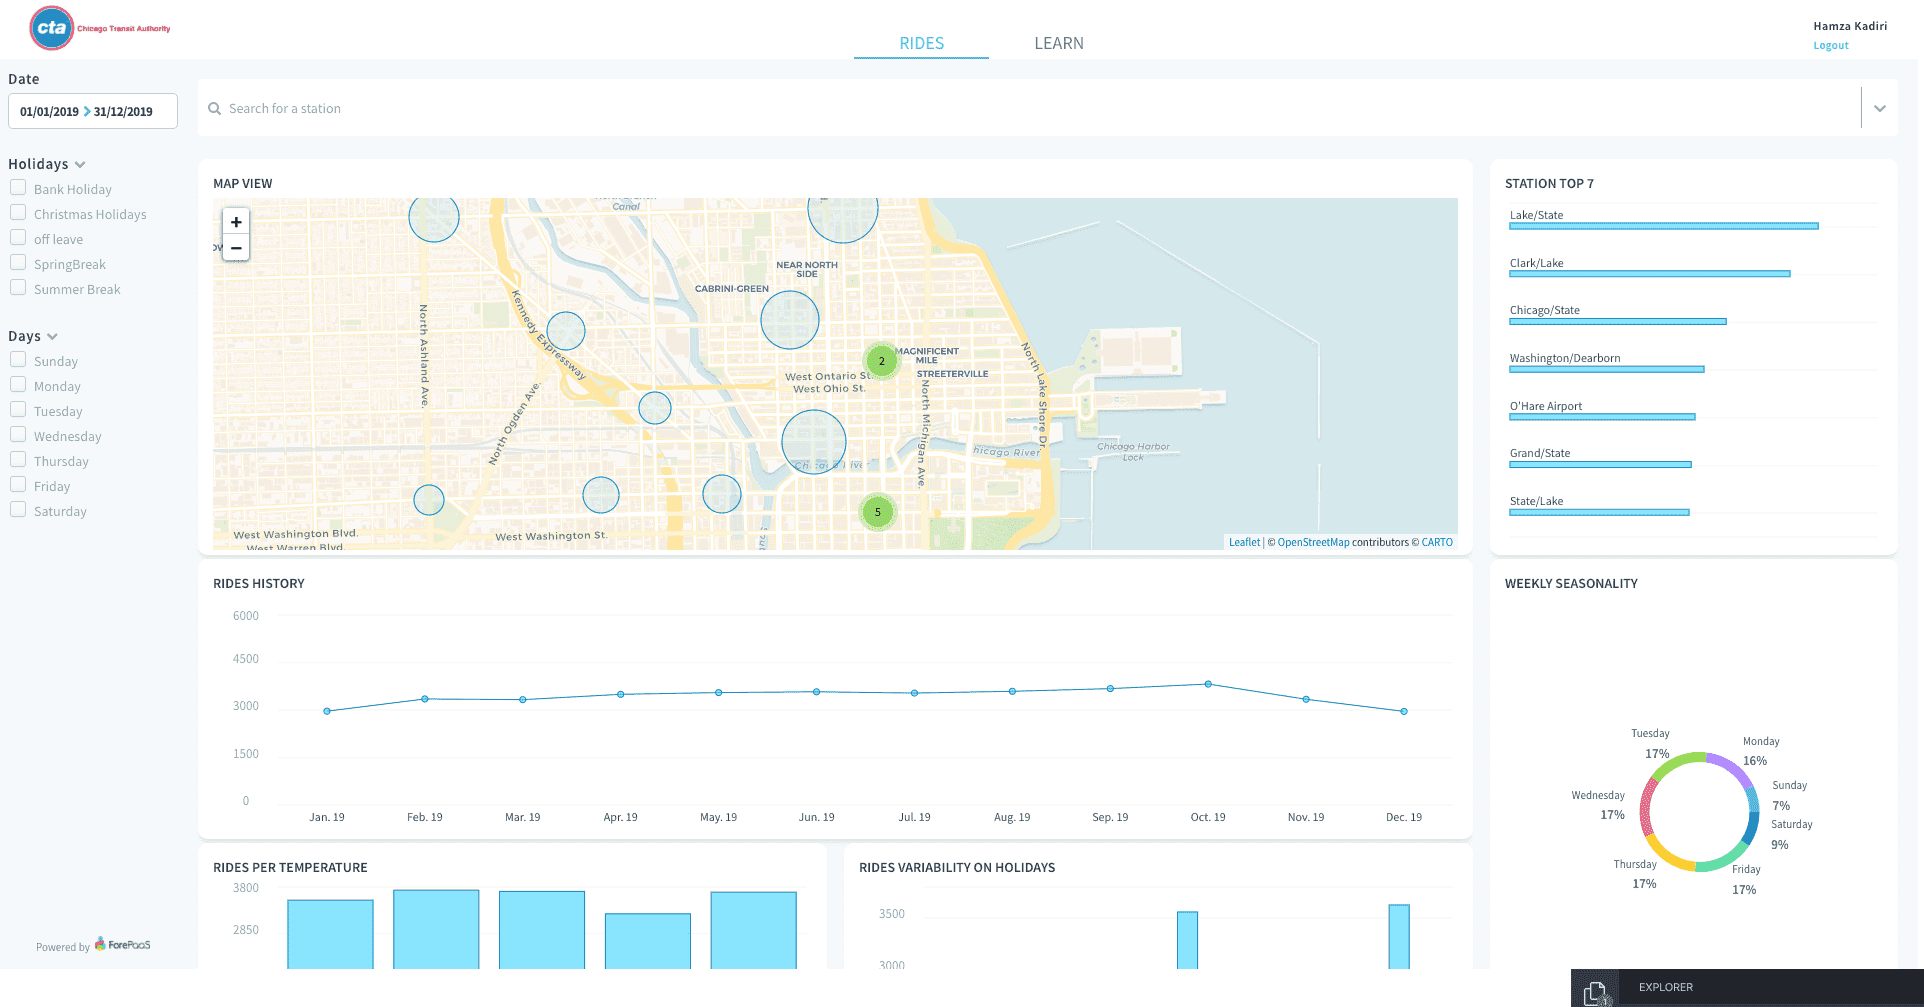 cta Chicago Transit Authority
RIDES
LEARN
Hamza Kadiri
Logout
Date
01/01/2019 > 31/12/2019
Search for a station
Holidays
Bank Holiday
Christmas Holidays
off leave
SpringBreak
Summer Break
Days
Sunday
Monday
Tuesday
Wednesday
Thursday
Friday
Saturday
Powered by ForePaaS
MAP VIEW
+
−
Canal
NEAR NORTH
SIDE
CABRINI-GREEN
Kennedy Expressway
North Ashland Ave.
North Ogden Ave.
2
MAGNIFICENT
MILE
STREETERVILLE
West Ontario St.
West Ohio St.
North Michigan Ave.
North Lake Shore Dr.
Chicago River
hicago River
Chicago Harbor
Lock
5
West Washington Blvd.
West Warren Blvd.
West Washington St.
Leaflet | © OpenStreetMap contributors © CARTO
STATION TOP 7
Lake/State
Clark/Lake
Chicago/State
Washington/Dearborn
O'Hare Airport
Grand/State
State/Lake
RIDES HISTORY
6000
4500
3000
1500
0
Jan. 19 Feb. 19 Mar. 19 Apr. 19 May. 19 Jun. 19 Jul. 19 Aug. 19 Sep. 19 Oct. 19 Nov. 19 Dec. 19
WEEKLY SEASONALITY
Tuesday
17%
Monday
16%
Sunday
7%
Wednesday
17%
Saturday
9%
Thursday
17%
Friday
17%
RIDES PER TEMPERATURE
3800
2850
RIDES VARIABILITY ON HOLIDAYS
3500
3000
1
EXPLORER